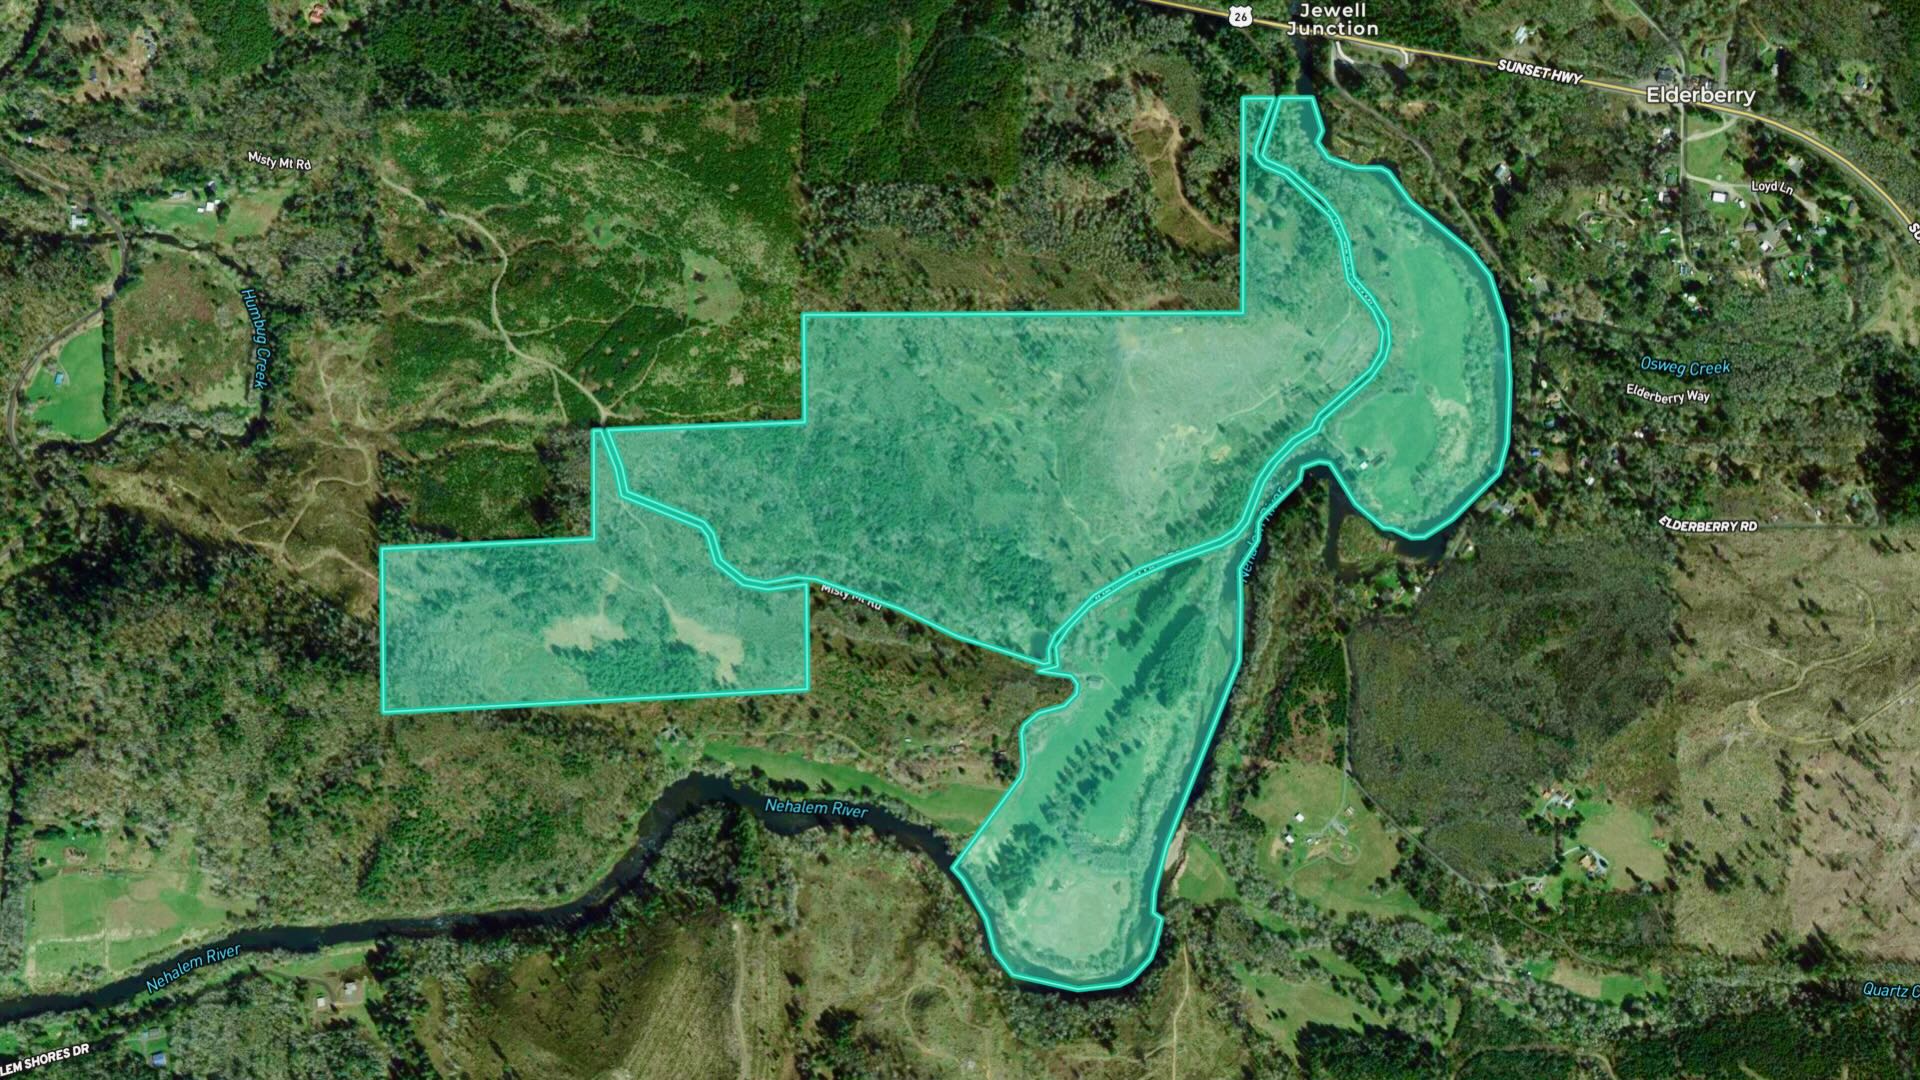 26
Jewell
Junction
SUNSET HWY
Elderberry
Misty Mt Rd
Loyd Ln
SU
Humbug Creek
Osweg Creek
Elderberry Way
ELDERBERRY RD
Nehalem River
Misty Mt Rd
Nehalem River
Nehalem River
Quartz C
LEM SHORES DR